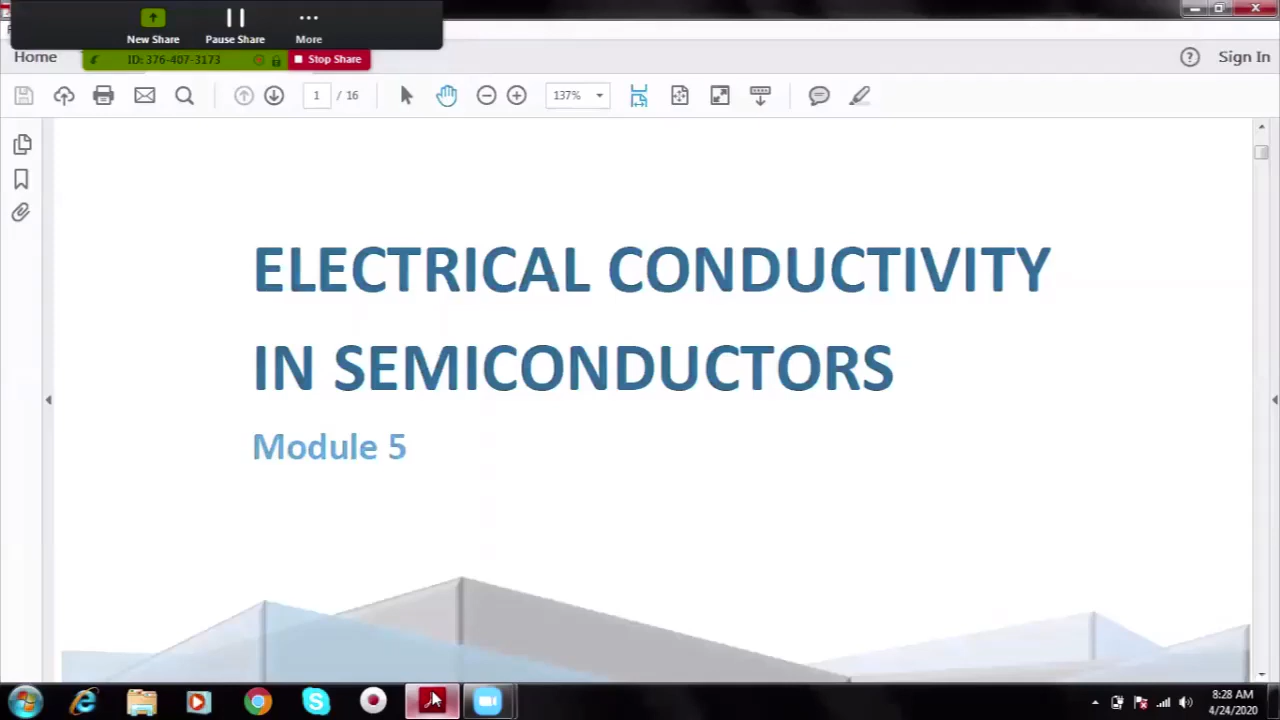 New Share
Pause Share
More
ID: 376-407-3173
Stop Share
Home
Sign In
1 / 16
137%
ELECTRICAL CONDUCTIVITY
IN SEMICONDUCTORS
Module 5
8:28 AM
4/24/2020